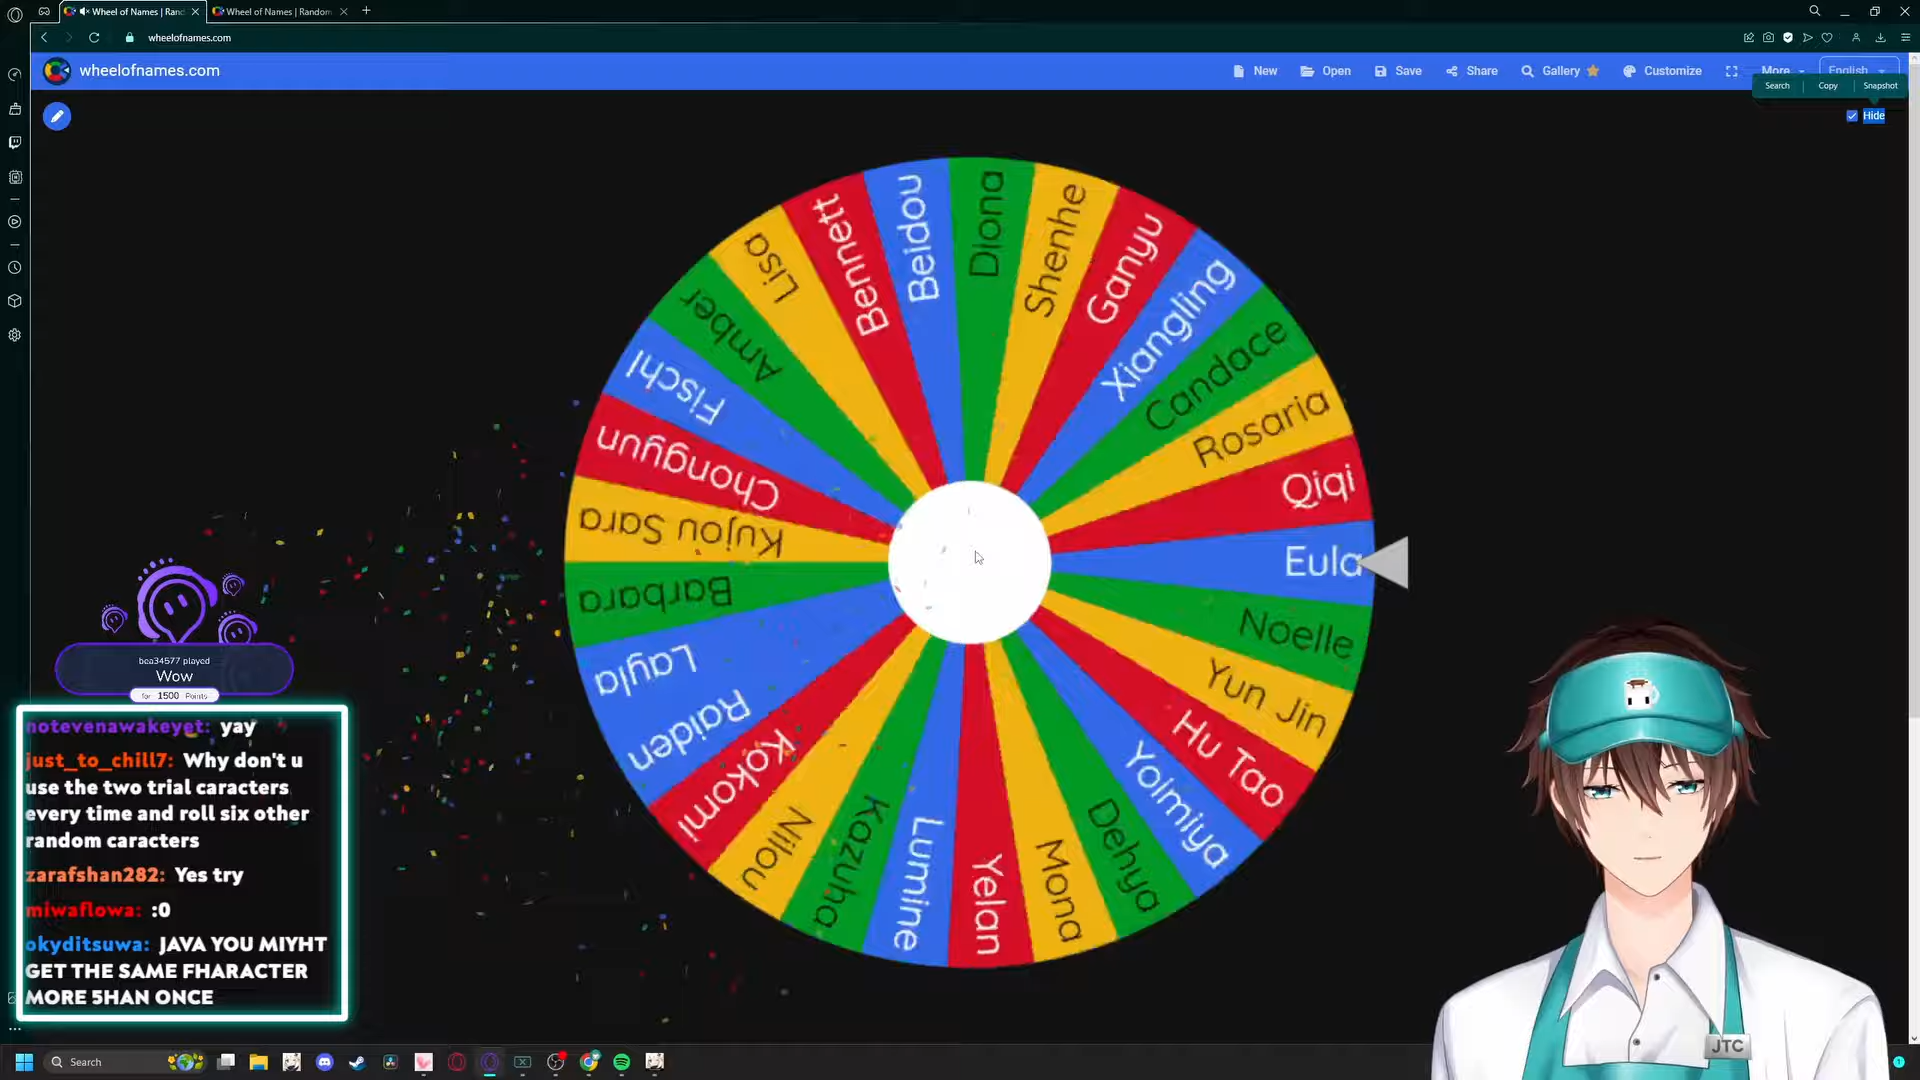 Wheel of Names | Rand
Wheel of Names | Random
wheelofnames.com
wheelofnames.com
New
Open
Save
Share
Gallery
Customize
More
English
Search
Copy
Snapshot
Hide
Diona
Shenhe
Ganyu
Xiangling
Candace
Rosaria
Qiqi
Eula
Noelle
Yun Jin
Hu Tao
Yoimiya
Dehya
Mona
Yelan
Lumine
Kazuha
Nilou
Kokomi
Raiden
Layla
Barbara
Kujou Sara
Chongyun
Fischl
Amber
Lisa
Bennett
Beidou
bea34577 played
Wow
for 1500 Points
notevenawakeyet: yay
just_to_chill7: Why don't u
use the two trial caracters
every time and roll six other
random caracters
zarafshan282: Yes try
miwaflowa: :0
okyditsuwa: JAVA YOU MIYHT
GET THE SAME FHARACTER
MORE 5HAN ONCE
JTC
Search